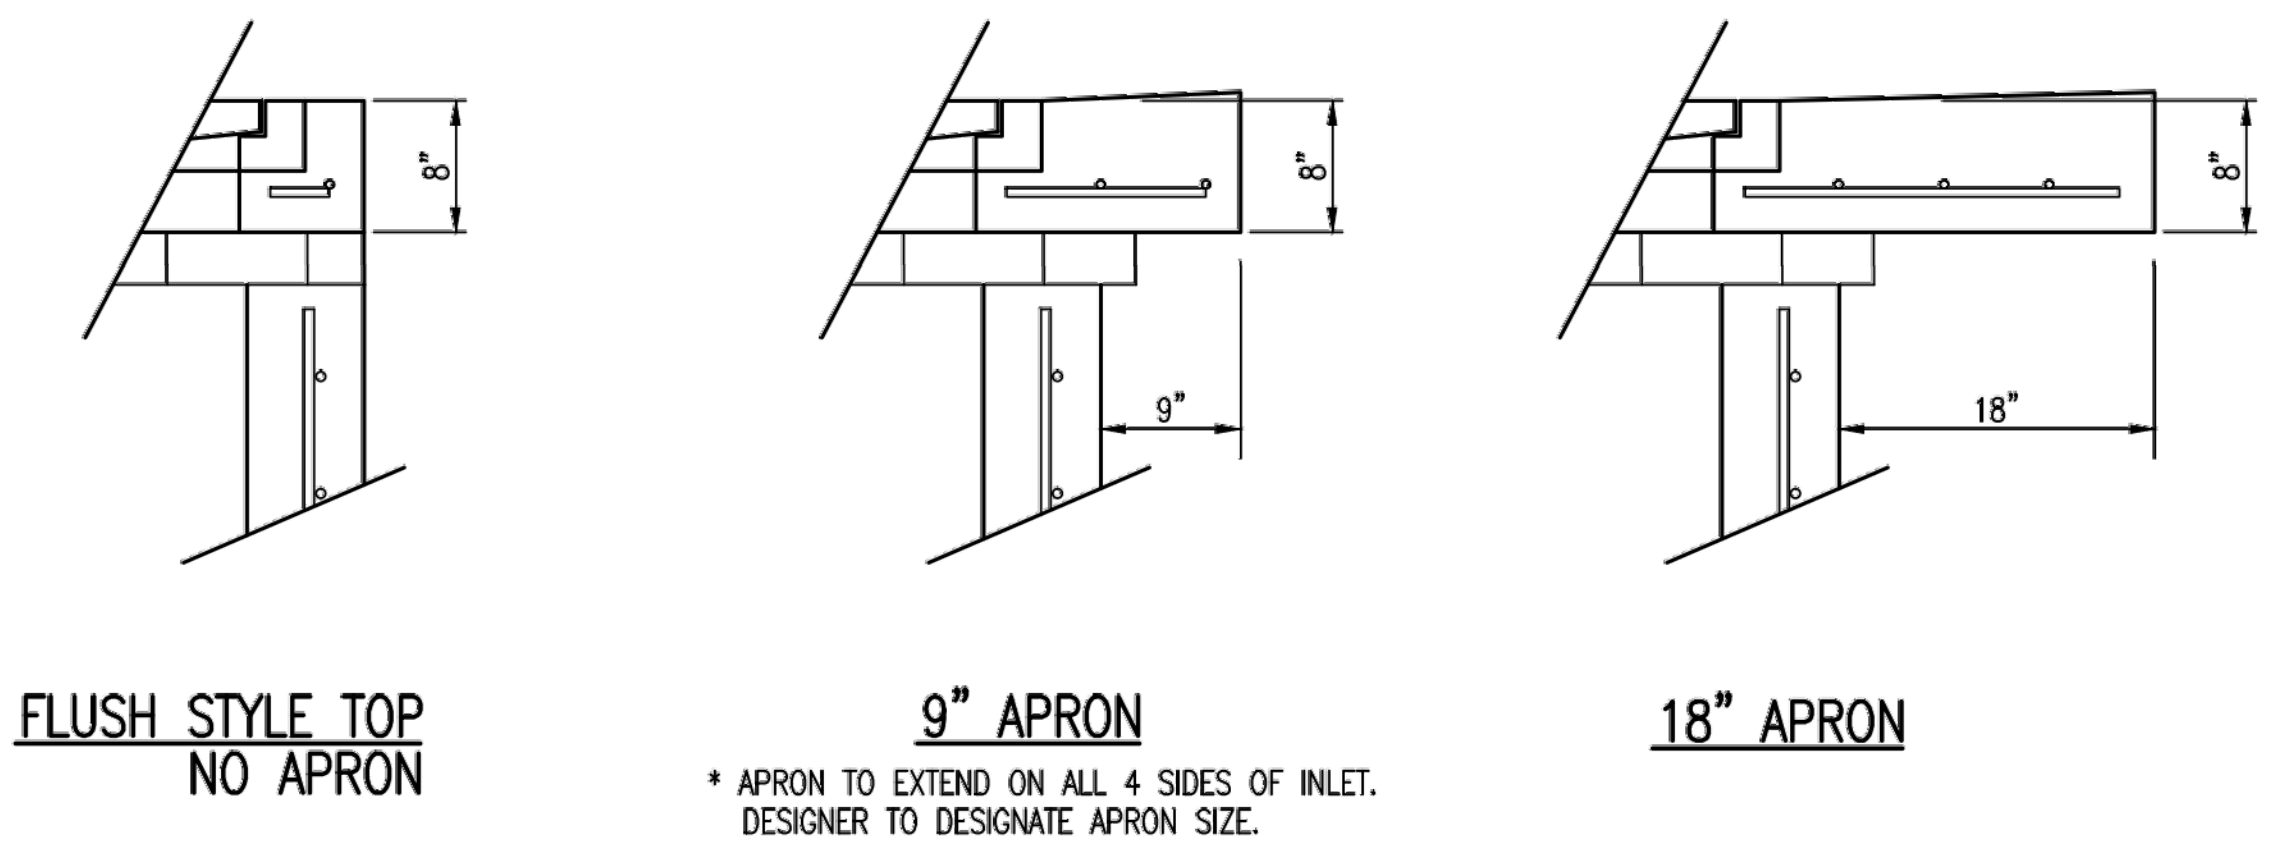 8”
8”
8”
9”
18”
FLUSH STYLE TOP
NO APRON
9” APRON
* APRON TO EXTEND ON ALL 4 SIDES OF INLET.
DESIGNER TO DESIGNATE APRON SIZE.
18” APRON